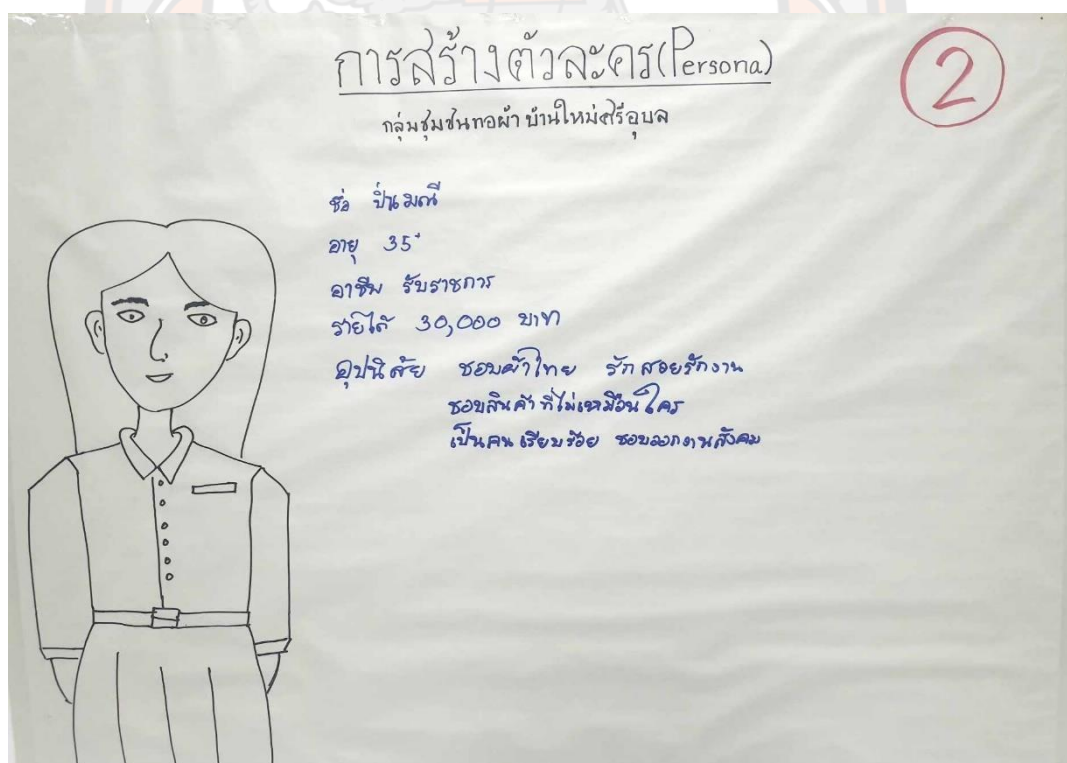 การสร้างตัวละคร(Persona)
2
กลุ่มชุมชนทอผ้า บ้านใหม่ศรีอุบล
ชื่อ ปิ่นมณี
อายุ 35+
อาชีพ รับราชการ
รายได้ 30,000 บาท
อุปนิสัย ชอบผ้าไทย รักสวยรักงาม
ชอบสินค้าที่ไม่เหมือนใคร
เป็นคนเรียบร้อย ชอบออกงานสังคม